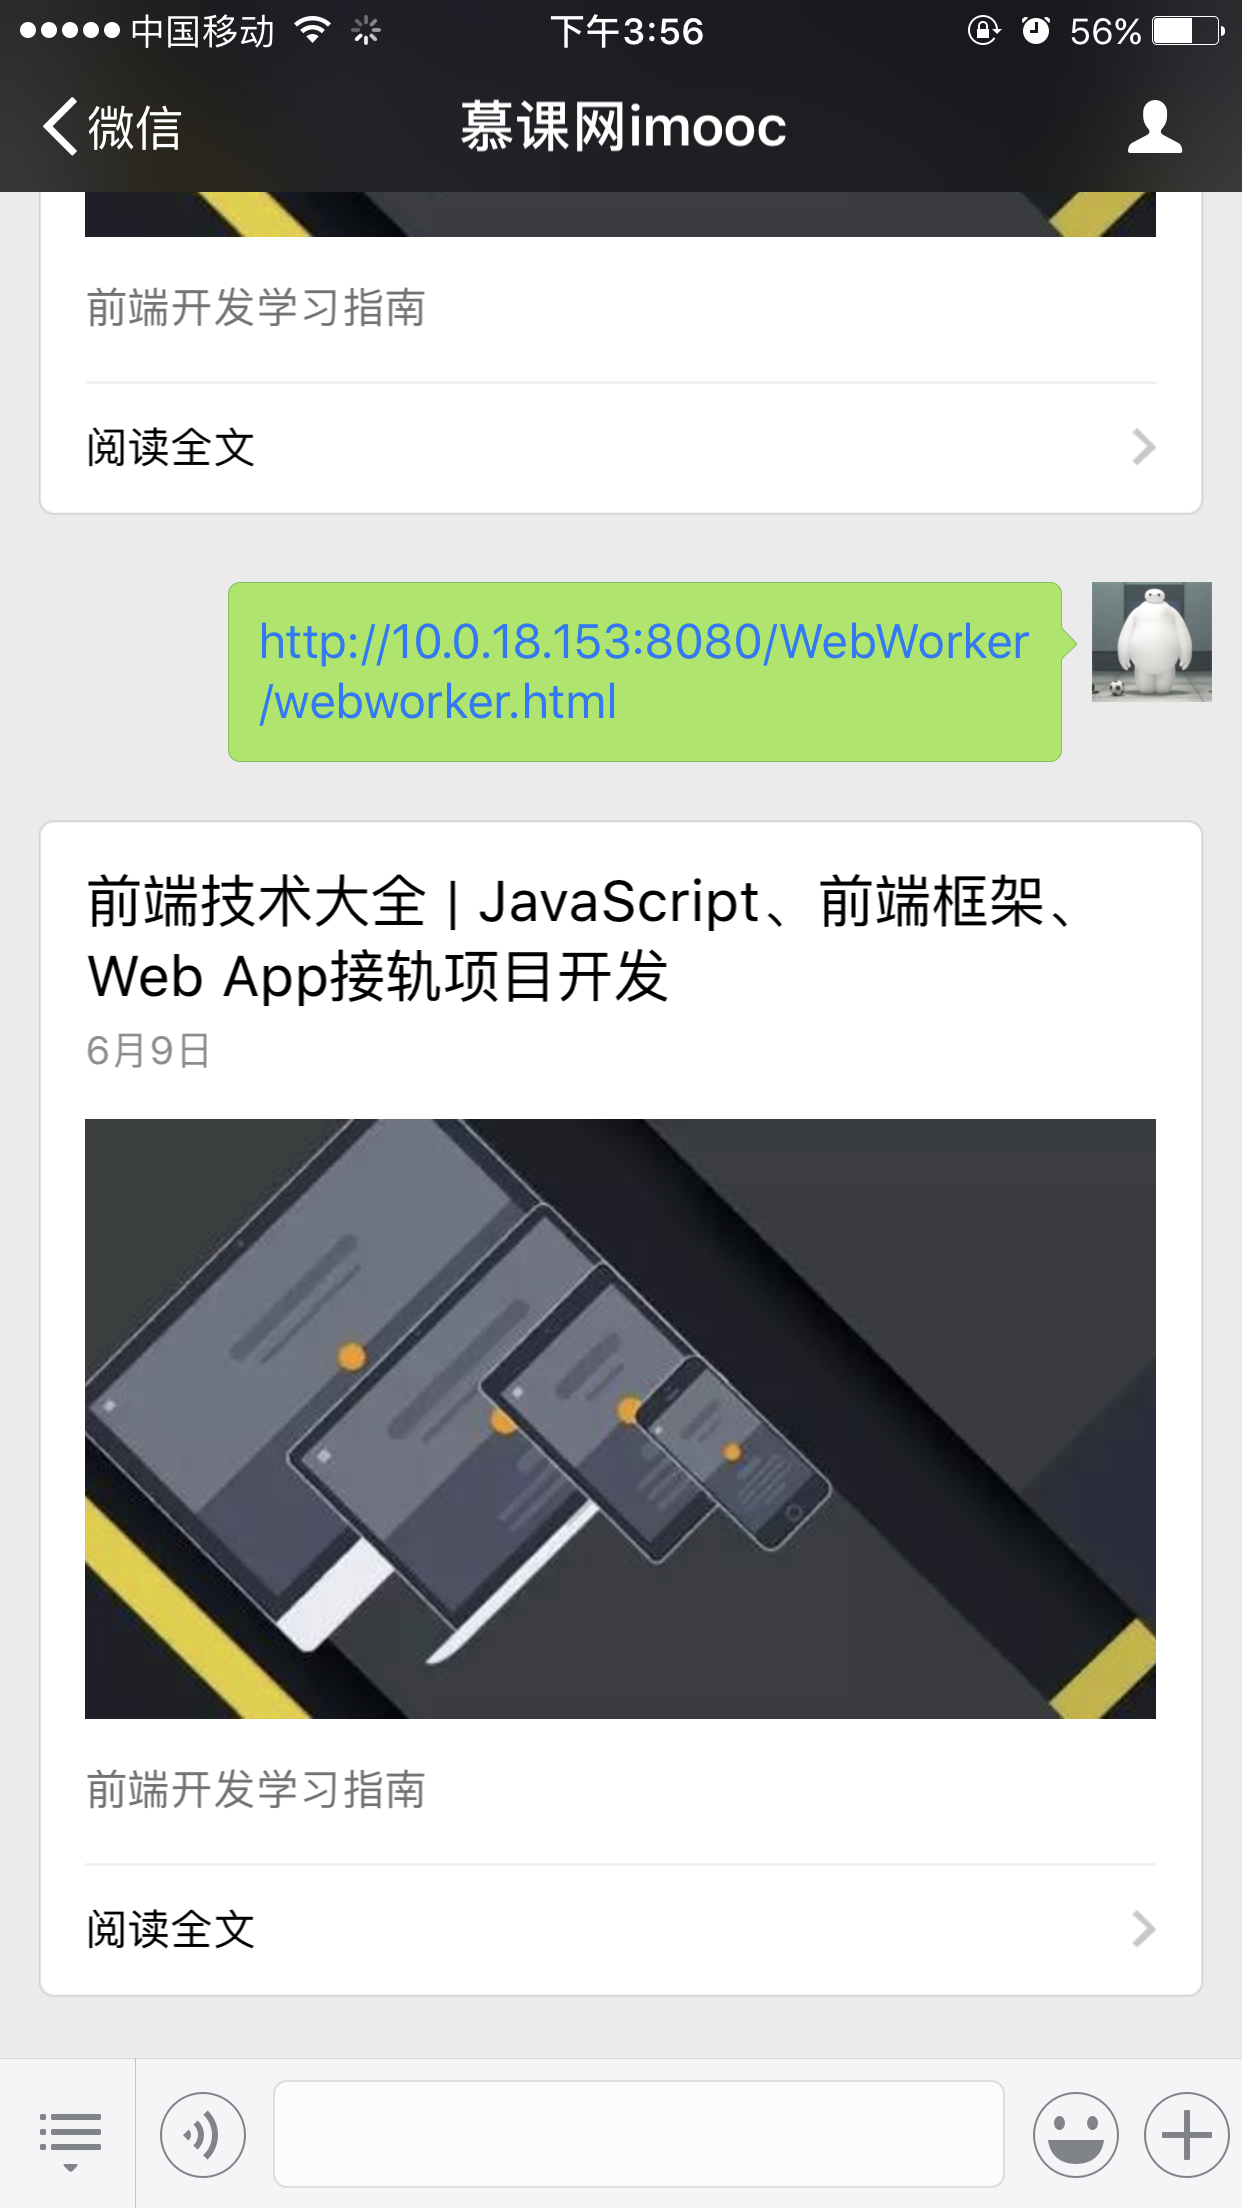 中国移动 下午3:56 56%
微信 慕课网imooc
前端开发学习指南
阅读全文
http://10.0.18.153:8080/WebWorker
/webworker.html
前端技术大全 | JavaScript、前端框架、
Web App接轨项目开发
6月9日
前端开发学习指南
阅读全文